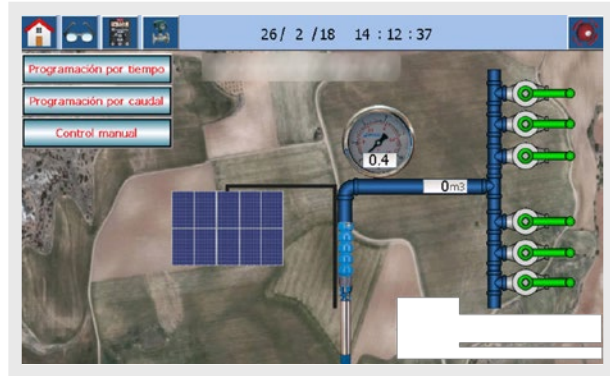 26/ 2 /18 14 : 12 : 37
Programación por tiempo
Programación por caudal
Control manual
0.4
0m3